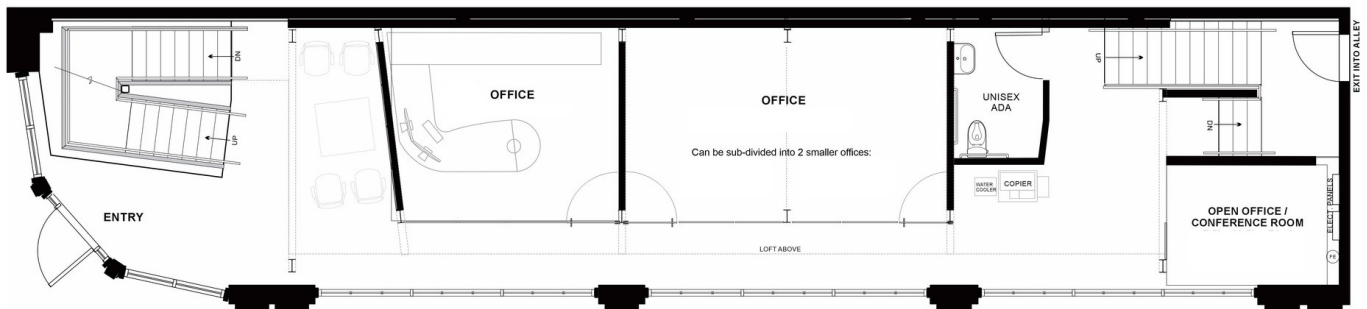 DN
UP
ENTRY
OFFICE
OFFICE
Can be sub-divided into 2 smaller offices:
LOFT ABOVE
UNISEX
ADA
WATER
COOLER
COPIER
UP
DN
OPEN OFFICE /
CONFERENCE ROOM
ELECT PANELS
FE
EXIT INTO ALLEY